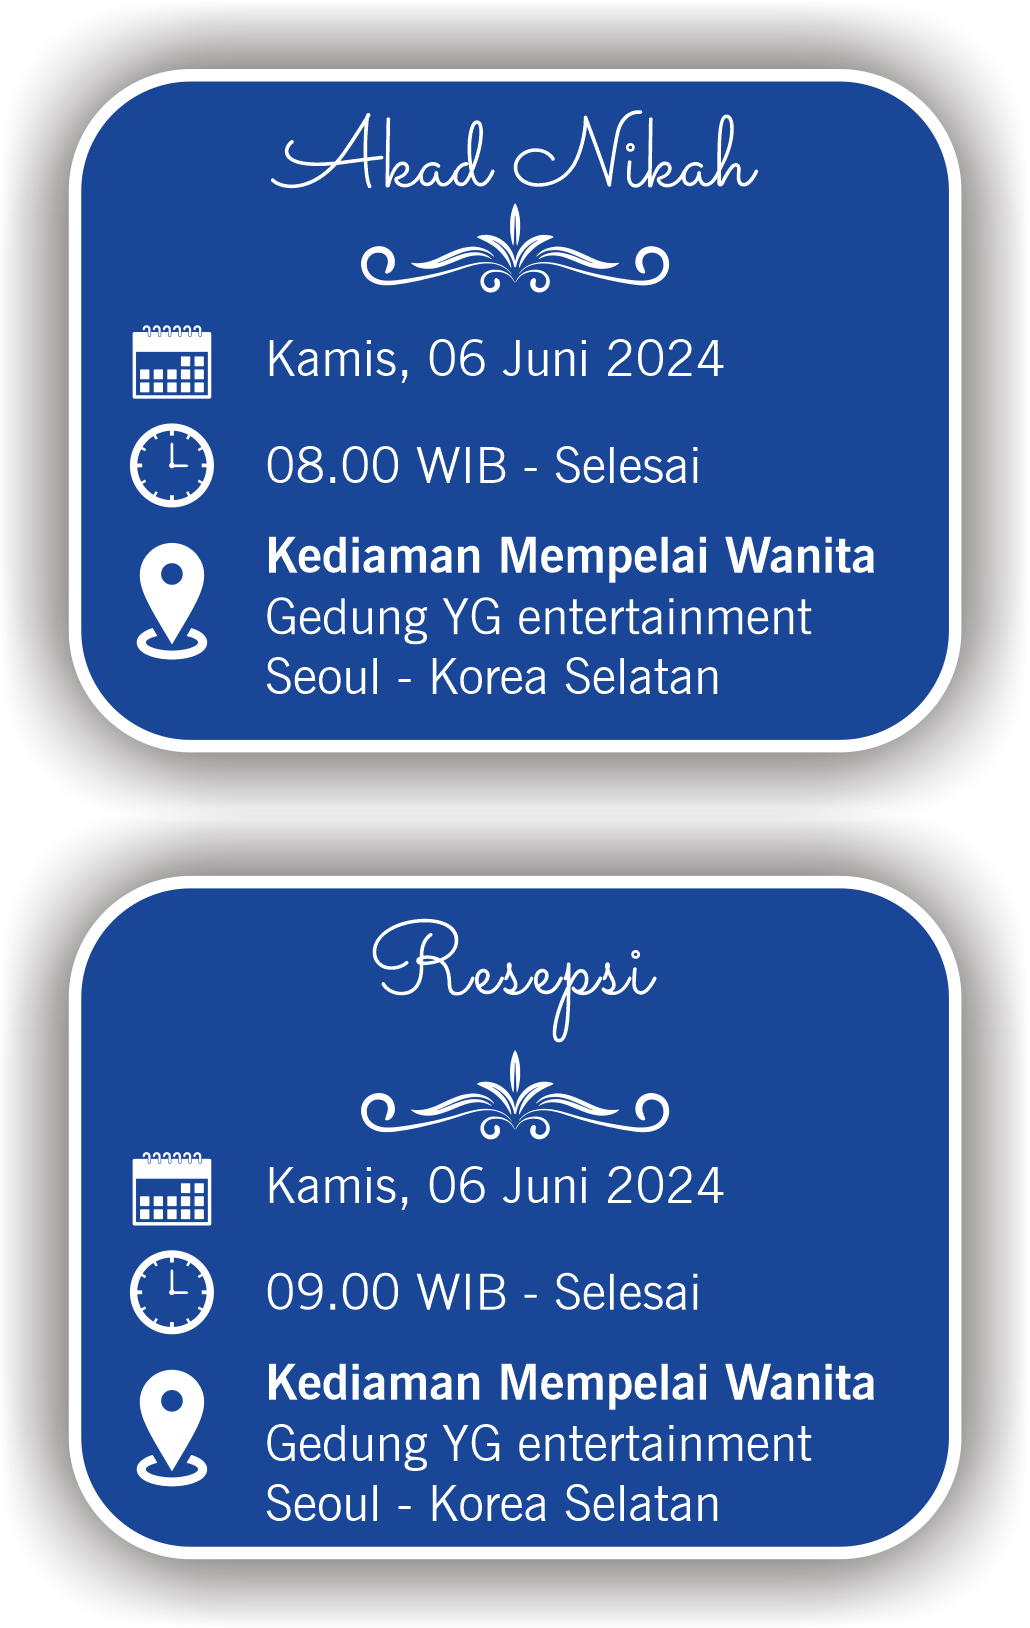 Akad Nikah
Kamis, 06 Juni 2024
08.00 WIB - Selesai
Kediaman Mempelai Wanita
Gedung YG entertainment
Seoul - Korea Selatan
Resepsi
Kamis, 06 Juni 2024
09.00 WIB - Selesai
Kediaman Mempelai Wanita
Gedung YG entertainment
Seoul - Korea Selatan